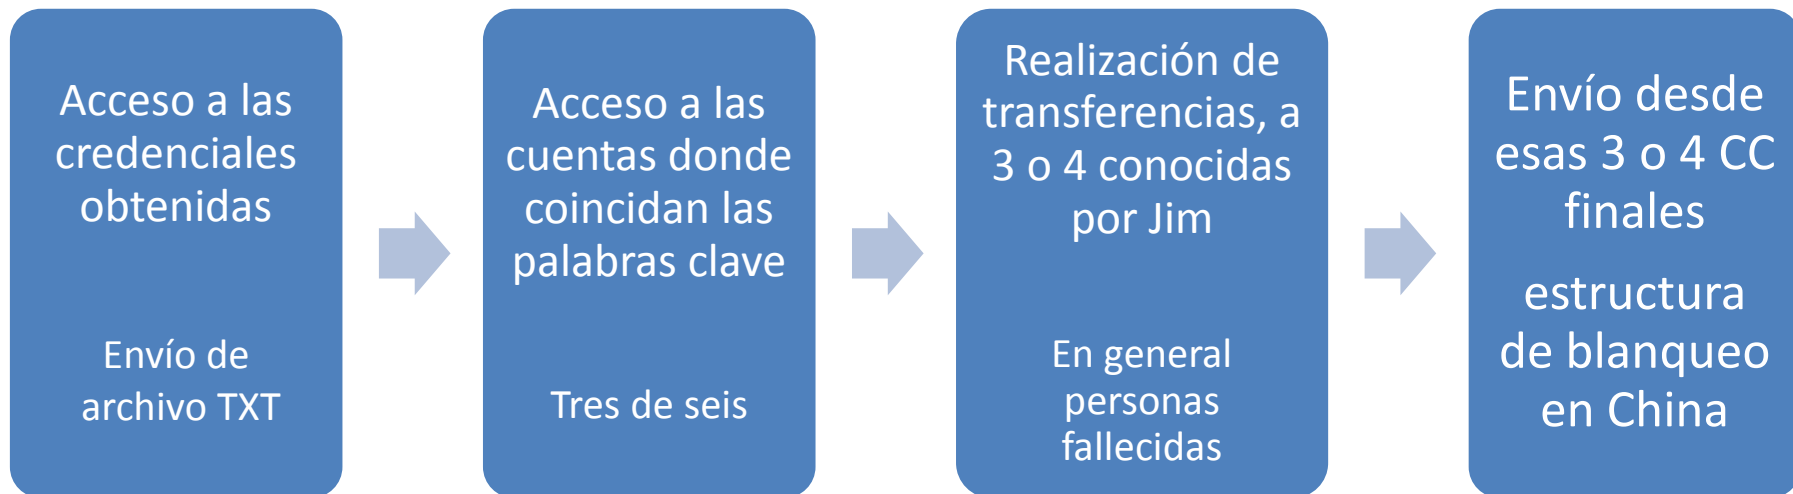 Acceso a las
credenciales
obtenidas
Envío de
archivo TXT
Acceso a las
cuentas donde
coincidan las
palabras clave
Tres de seis
Realización de
transferencias, a
3 o 4 conocidas
por Jim
En general
personas
fallecidas
Envío desde
esas 3 o 4 CC
finales
estructura
de blanqueo
en China